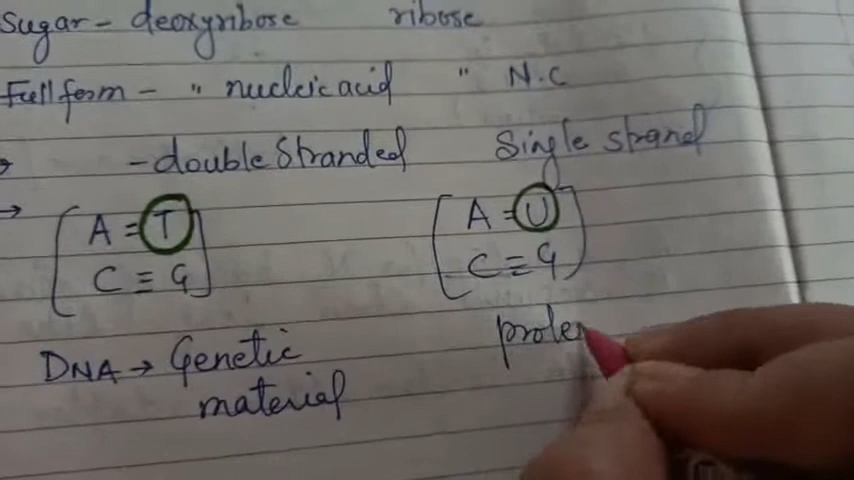 Sugar - deoxyribose ribose
Full form - " nucleic acid " N.C
→ - double Stranded Single strand
→ A = T A = U
C ≡ G C ≡ G
DNA → Genetic protei
material